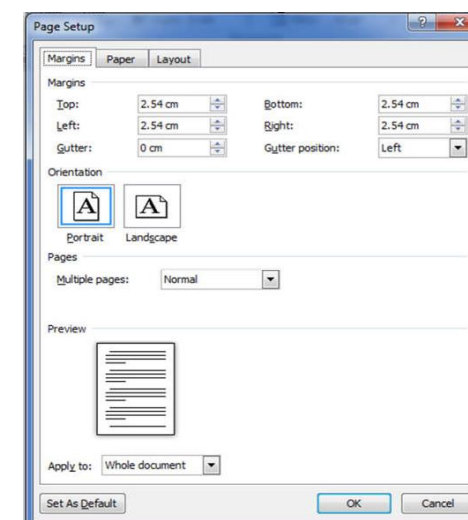 Page Setup
Margins Paper Layout
Margins
Top: 2.54 cm Bottom: 2.54 cm
Left: 2.54 cm Right: 2.54 cm
Gutter: 0 cm Gutter position: Left
Orientation
A A
Portrait Landscape
Pages
Multiple pages: Normal
Preview
Apply to: Whole document
Set As Default OK Cancel